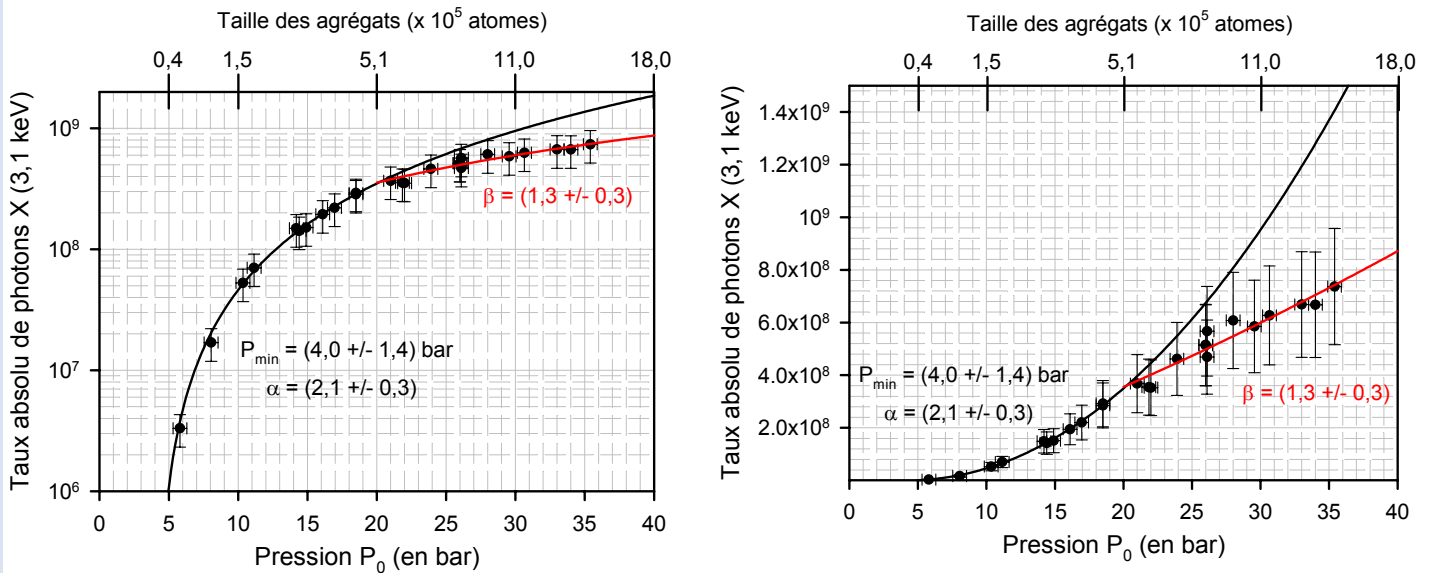 Taille des agrégats (x 10⁵ atomes)
0,4 1,5 5,1 11,0 18,0
Taux absolu de photons X (3,1 keV)
10⁹
10⁸
10⁷
10⁶
β = (1,3 +/- 0,3)
P_min = (4,0 +/- 1,4) bar
α = (2,1 +/- 0,3)
0 5 10 15 20 25 30 35 40
Pression P₀ (en bar)
Taille des agrégats (x 10⁵ atomes)
0,4 1,5 5,1 11,0 18,0
Taux absolu de photons X (3,1 keV)
1.4x10⁹
1.2x10⁹
10⁹
8.0x10⁸
6.0x10⁸
4.0x10⁸
2.0x10⁸
P_min = (4,0 +/- 1,4) bar
α = (2,1 +/- 0,3)
β = (1,3 +/- 0,3)
0 5 10 15 20 25 30 35 40
Pression P₀ (en bar)